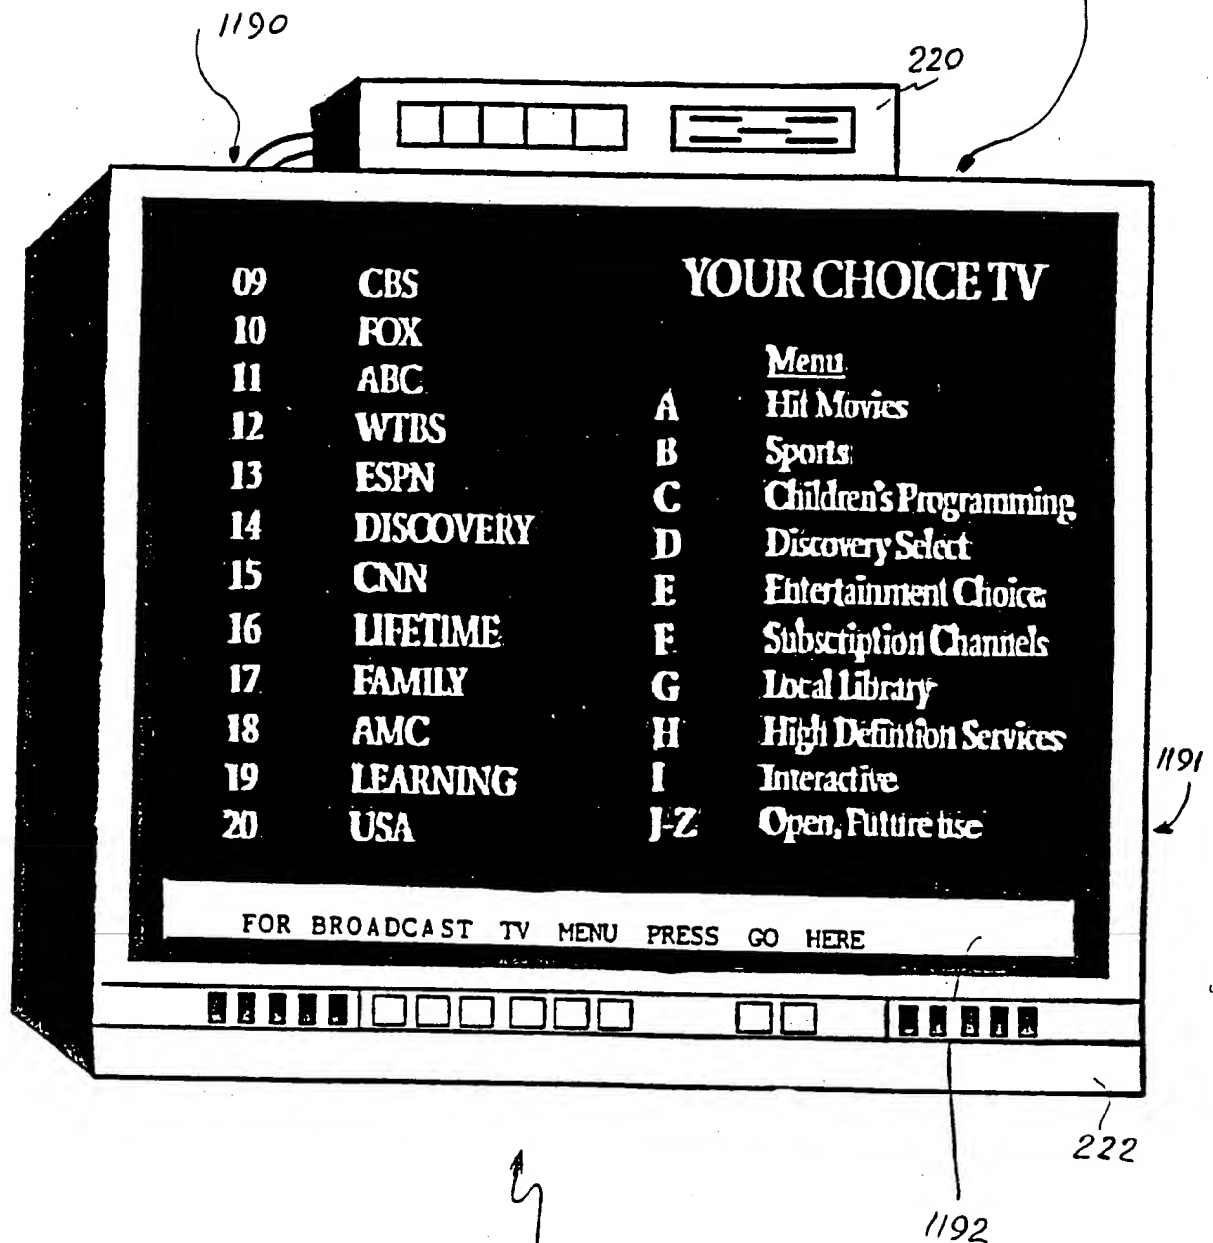 1190
220
YOUR CHOICE TV
09 CBS
10 FOX
11 ABC
12 WTBS
13 ESPN
14 DISCOVERY
15 CNN
16 LIFETIME
17 FAMILY
18 AMC
19 LEARNING
20 USA
Menu
A Hit Movies
B Sports
C Children's Programming
D Discovery Select
E Entertainment Choice
F Subscription Channels
G Local Library
H High Defintion Services
I Interactive
J-Z Open, Future use
FOR BROADCAST TV MENU PRESS GO HERE
1191
222
1192